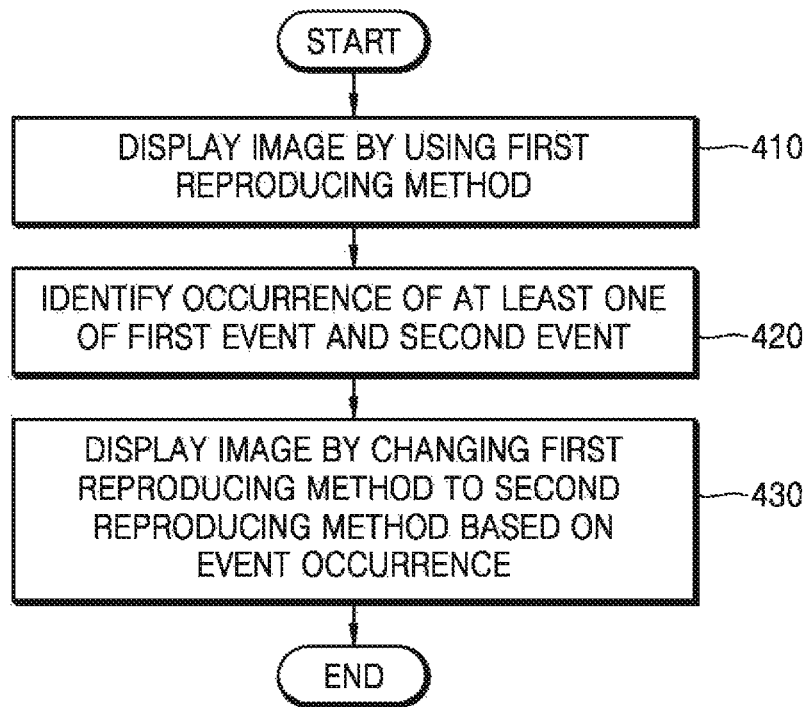 START
DISPLAY IMAGE BY USING FIRST
REPRODUCING METHOD
410
IDENTIFY OCCURRENCE OF AT LEAST ONE
OF FIRST EVENT AND SECOND EVENT
420
DISPLAY IMAGE BY CHANGING FIRST
REPRODUCING METHOD TO SECOND
REPRODUCING METHOD BASED ON
EVENT OCCURRENCE
430
END